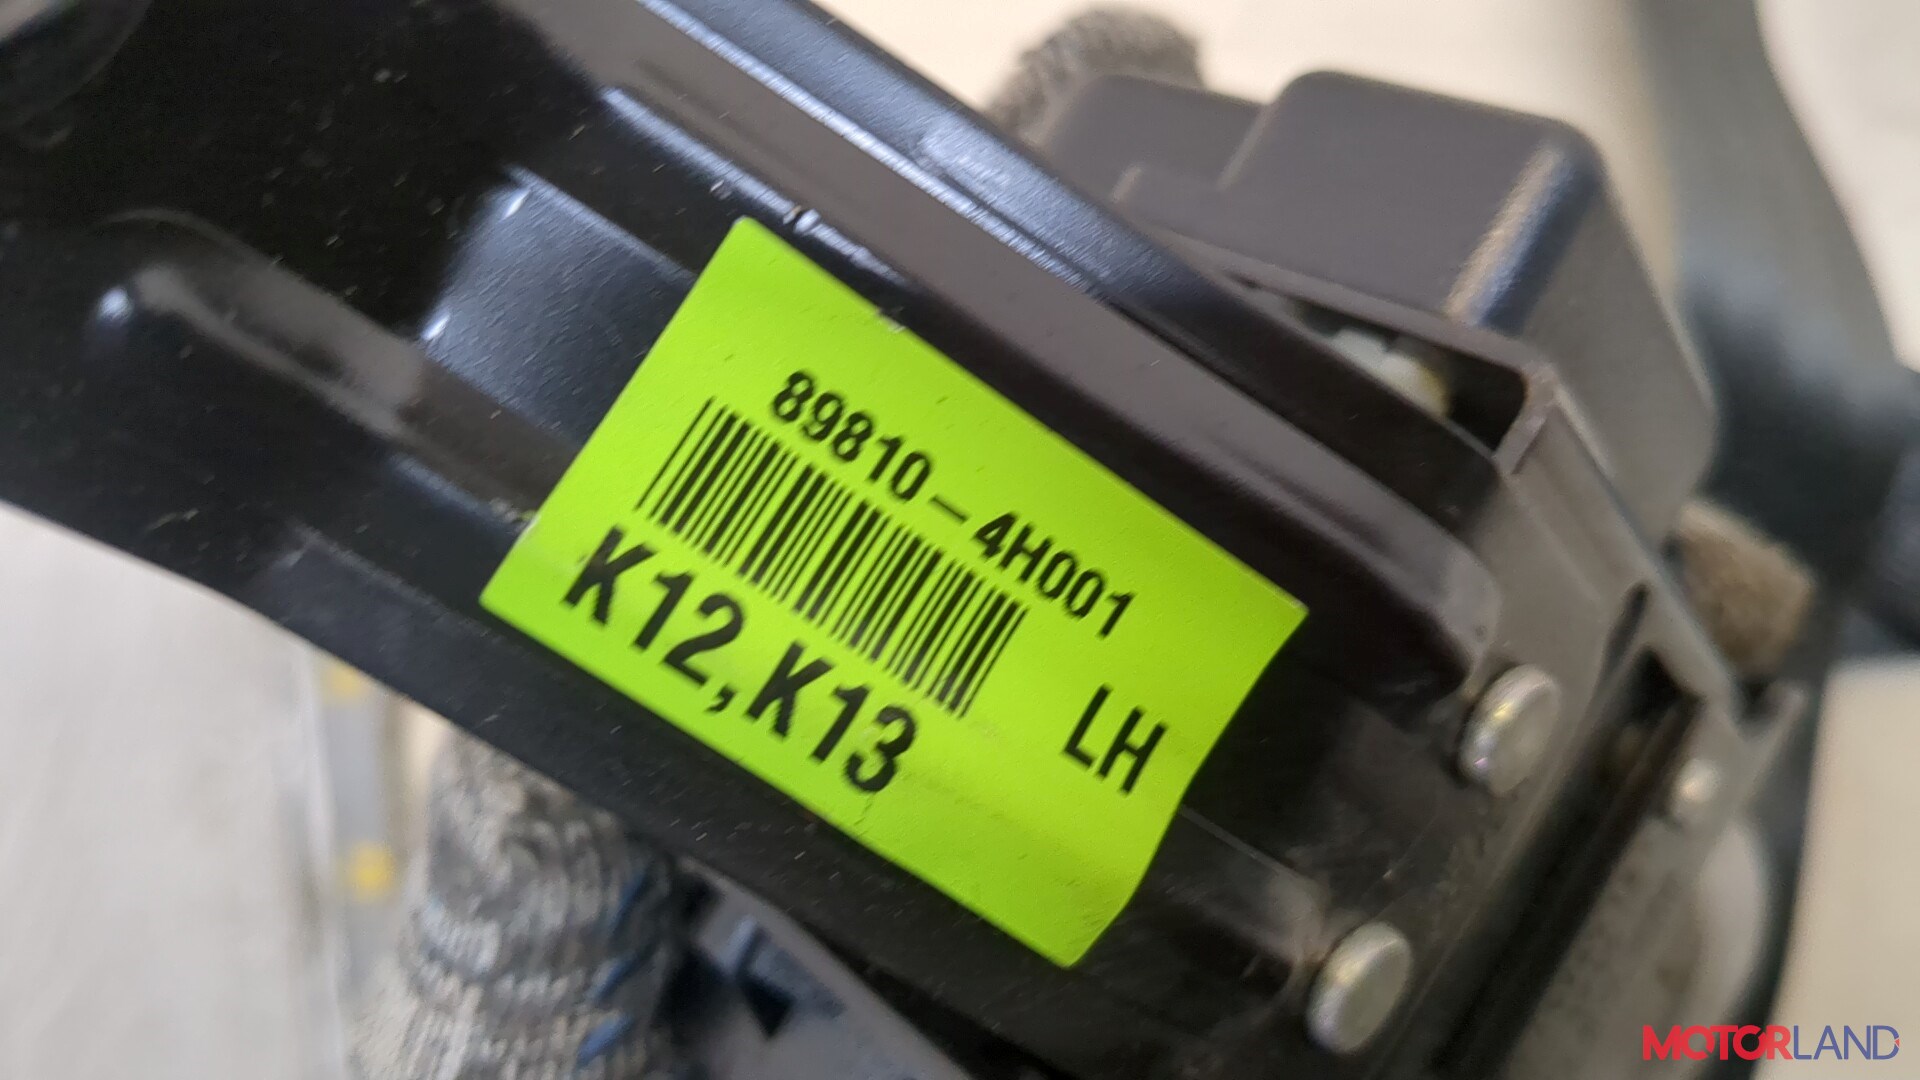 89810-4H001
K12,K13
LH
MOTORLAND